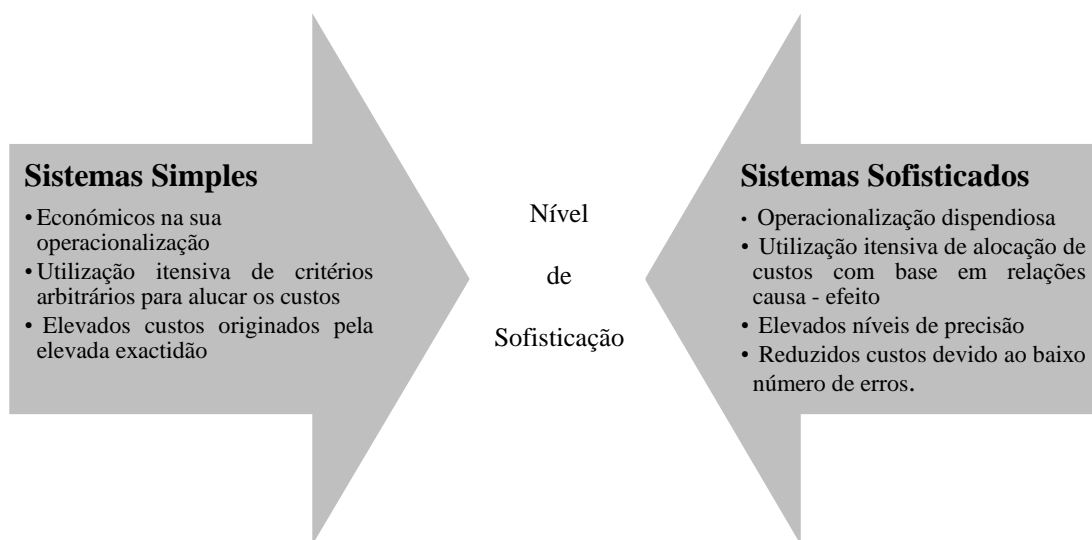 Sistemas Simples
• Económicos na sua
operacionalização
• Utilização itensiva de critérios
arbitrários para alucar os custos
• Elevados custos originados pela
elevada exactidão
Nível
de
Sofisticação
Sistemas Sofisticados
• Operacionalização dispendiosa
• Utilização itensiva de alocação de
custos com base em relações
causa - efeito
• Elevados níveis de precisão
• Reduzidos custos devido ao baixo
número de erros.